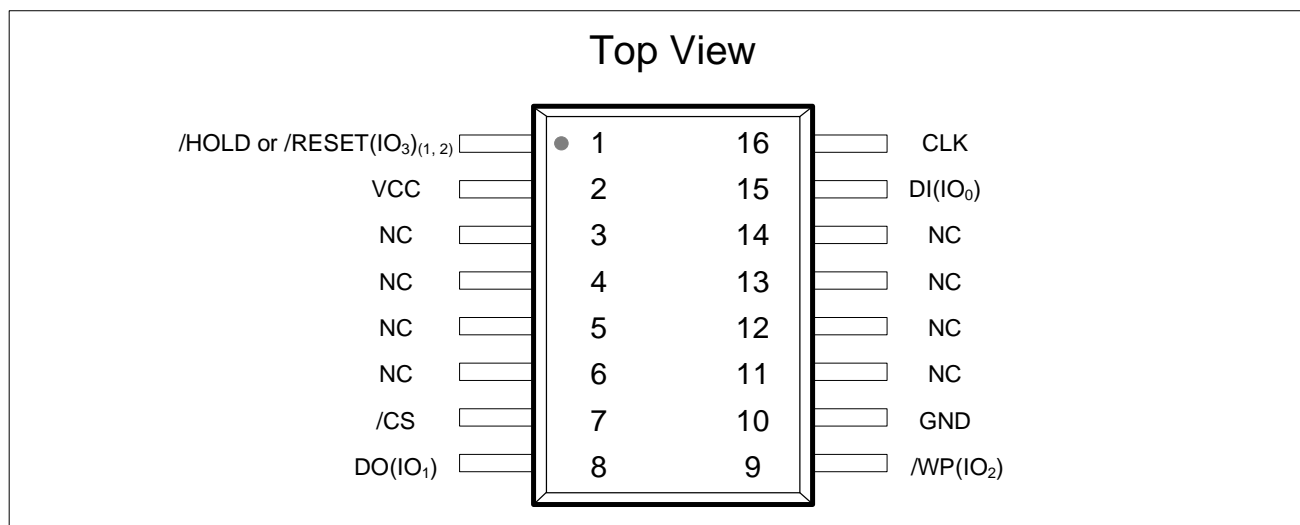 Top View
/HOLD or /RESET(IO₃)₍₁, ₂₎ 1 16 CLK
VCC 2 15 DI(IO₀)
NC 3 14 NC
NC 4 13 NC
NC 5 12 NC
NC 6 11 NC
/CS 7 10 GND
DO(IO₁) 8 9 /WP(IO₂)